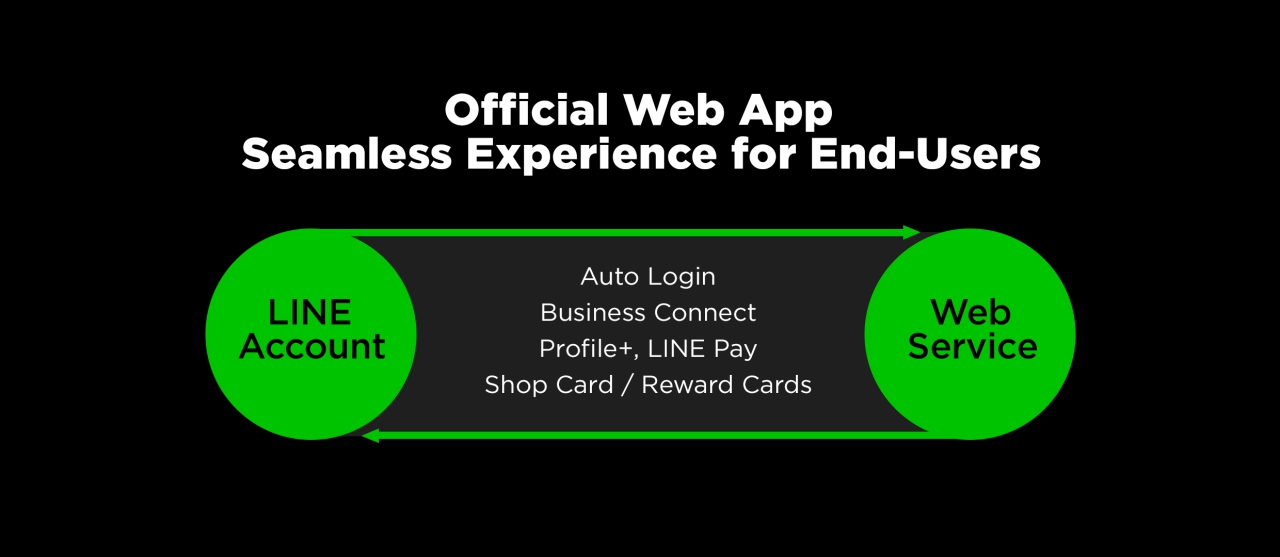 Official Web App
Seamless Experience for End-Users
LINE
Account
Auto Login
Business Connect
Profile+, LINE Pay
Shop Card / Reward Cards
Web
Service